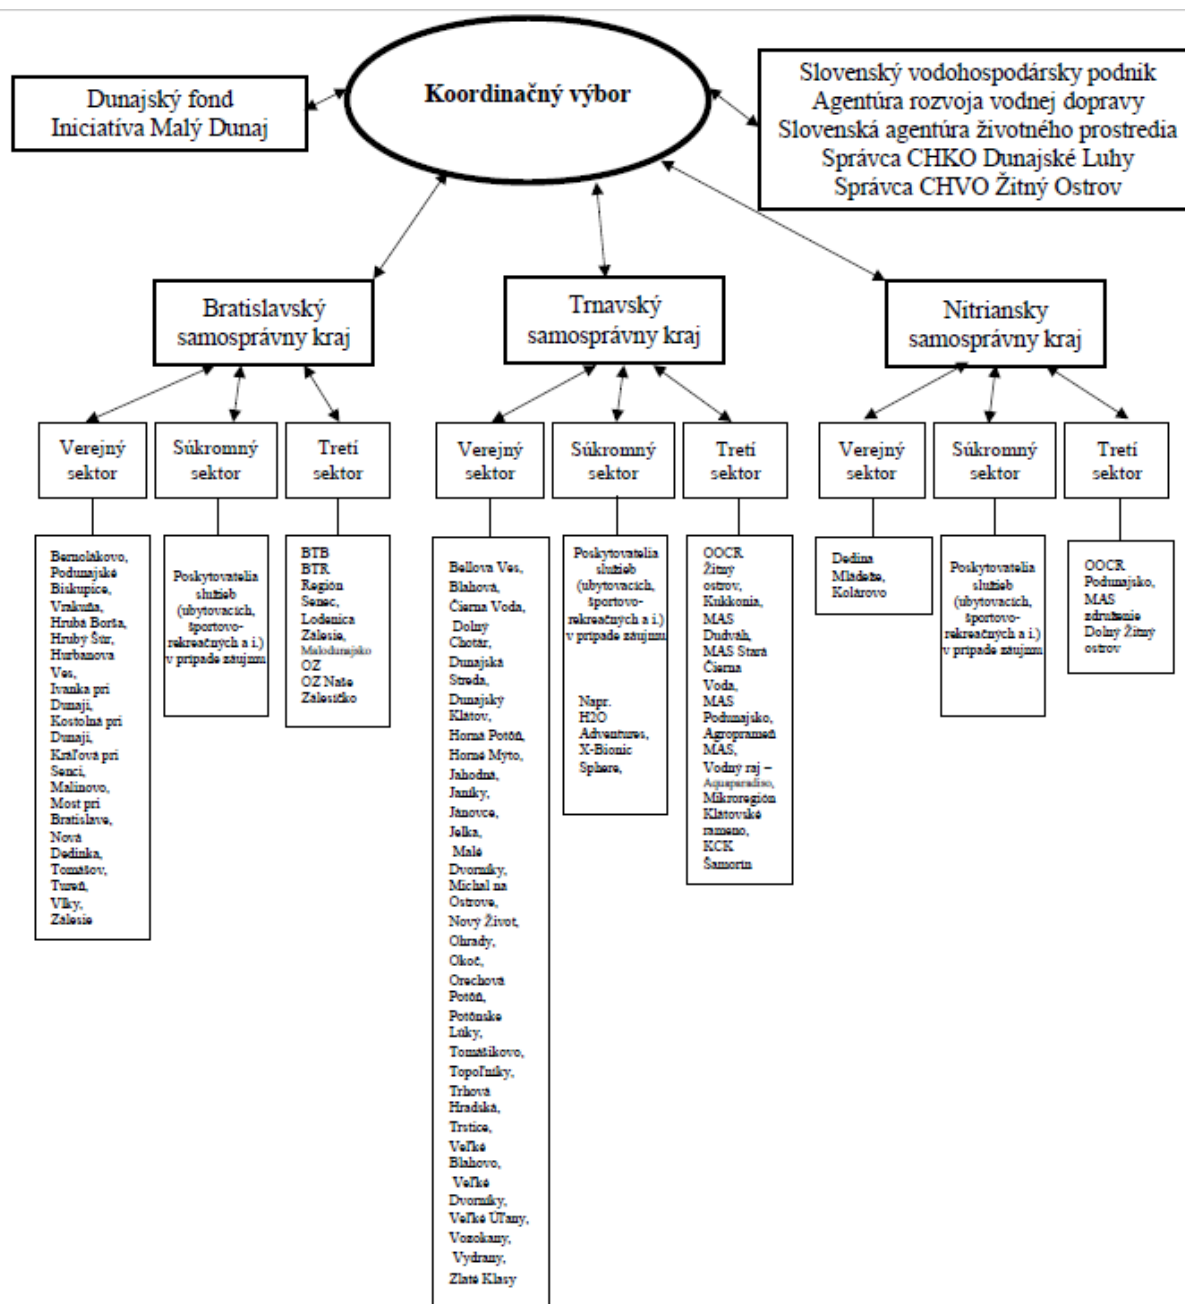 Koordinačný výbor
Dunajský fond
Iniciatíva Malý Dunaj
Slovenský vodohospodársky podnik
Agentúra rozvoja vodnej dopravy
Slovenská agentúra životného prostredia
Správca CHKO Dunajské Luhy
Správca CHVO Žitný Ostrov
Bratislavský
samosprávny kraj
Trnavský
samosprávny kraj
Nitriansky
samosprávny kraj
Verejný
sektor
Súkromný
sektor
Tretí
sektor
Verejný
sektor
Súkromný
sektor
Tretí
sektor
Verejný
sektor
Súkromný
sektor
Tretí
sektor
Bernolákovo,
Podunajské
Biskupice,
Vrakuňa,
Hrubá Borša,
Hrubý Šúr,
Hurbanova
Ves,
Ivanka pri
Dunaji,
Kostolná pri
Dunaji,
Kráľová pri
Senci,
Malinovo,
Most pri
Bratislave,
Nová
Dedinka,
Tomášov,
Tureň,
Vlky,
Zálesie
Poskytovatelia
služieb
(ubytovacích,
športovo-
rekreačných a i.)
v prípade záujmu
BTB
BTR
Región
Senec,
Lodenica
Zálesie,
Malodunajsko
OZ
OZ Naše
Zálesíčko
Bellova Ves,
Blahová,
Čierna Voda,
Dolný
Chotár,
Dunajská
Streda,
Dunajský
Klátov,
Horná Potôň,
Horné Mýto,
Jahodná,
Janíky,
Jánovce,
Jelka,
Malé
Dvorníky,
Michal na
Ostrove,
Nový Život,
Ohrady,
Okoč,
Orechová
Potôň,
Potônske
Lúky,
Tomášikovo,
Topoľníky,
Trhová
Hradská,
Trstice,
Veľké
Blahovo,
Veľké
Dvorníky,
Veľké Úľany,
Vozokany,
Vydrany,
Zlaté Klasy
Poskytovatelia
služieb
(ubytovacích,
športovo-
rekreačných a i.)
v prípade záujmu
Napr.
H2O
Adventures,
X-Bionic
Sphere,
OOCR
Žitný
ostrov,
Kukkonia,
MAS
Dudváh,
MAS Stará
Čierna
Voda,
MAS
Podunajsko,
Agroprameň
MAS,
Vodný raj –
Aquaparadiso,
Mikroregión
Klátovské
rameno,
KCK
Šamorín
Dedina
Mládeže,
Kolárovo
Poskytovatelia
služieb
(ubytovacích,
športovo-
rekreačných a i.)
v prípade záujmu
OOCR
Podunajsko,
MAS
združenie
Dolný Žitný
ostrov